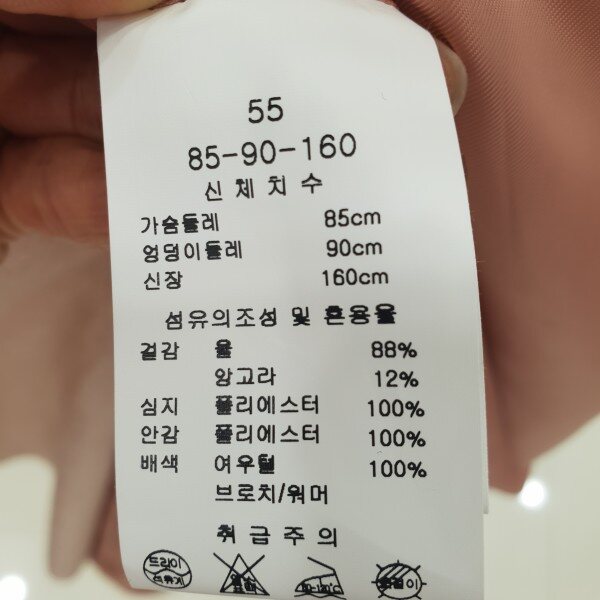 55
85-90-160
신체치수
가슴둘레 85cm
엉덩이둘레 90cm
신장 160cm
섬유의조성 및 혼용율
겉감 울 88%
앙고라 12%
심지 폴리에스터 100%
안감 폴리에스터 100%
배색 여우털 100%
브로치/워머
취급주의
드라이